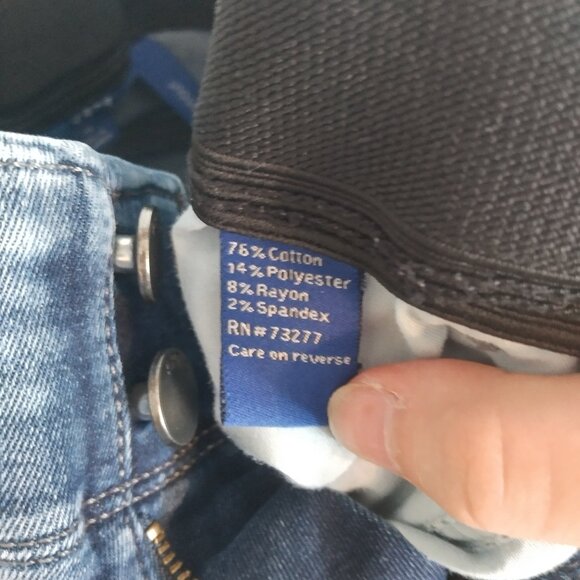 76% Cotton
14% Polyester
8% Rayon
2% Spandex
RN# 73277
Care on reverse